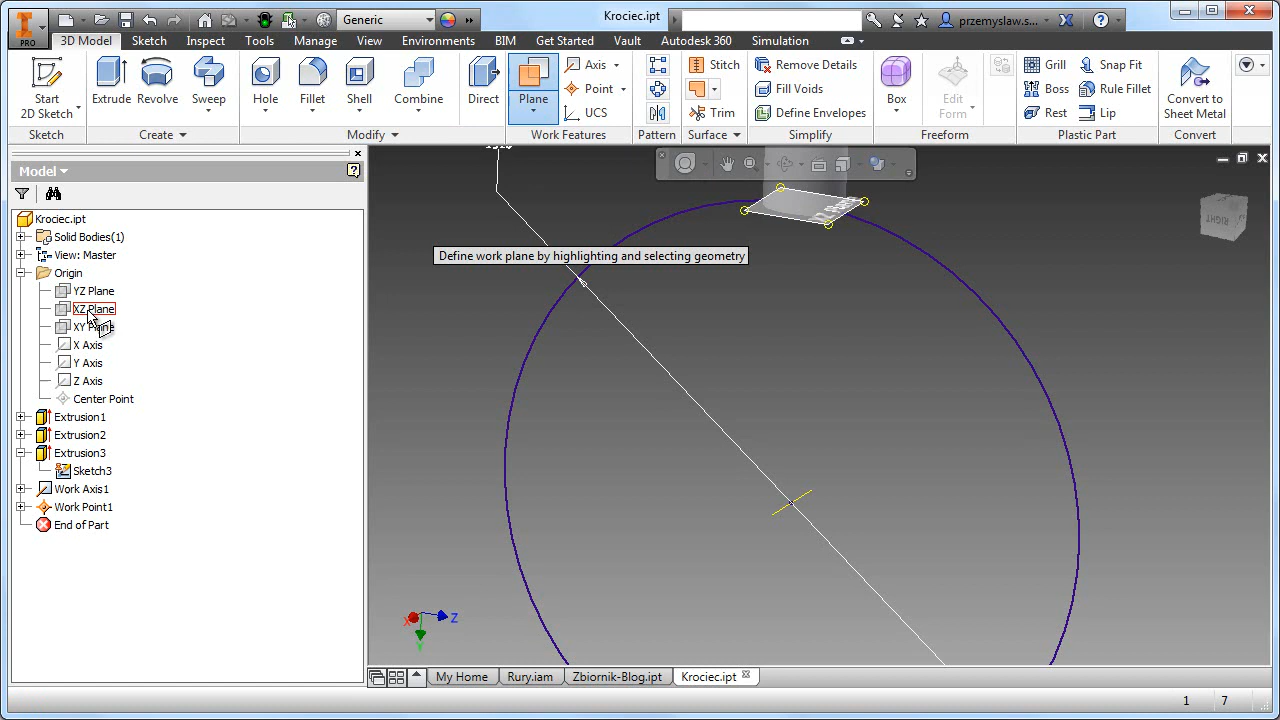 Generic
Krociec.ipt
przemyslaw.s...
PRO
3D Model
Sketch
Inspect
Tools
Manage
View
Environments
BIM
Get Started
Vault
Autodesk 360
Simulation
Start
2D Sketch
Extrude
Revolve
Sweep
Hole
Fillet
Shell
Combine
Direct
Plane
Axis
Point
UCS
Stitch
Trim
Remove Details
Fill Voids
Define Envelopes
Box
Edit
Form
Grill
Boss
Rest
Snap Fit
Rule Fillet
Lip
Convert to
Sheet Metal
Sketch
Create
Modify
Work Features
Pattern
Surface
Simplify
Freeform
Plastic Part
Convert
Model
Krociec.ipt
Solid Bodies(1)
View: Master
Origin
YZ Plane
XZ Plane
XY Plane
X Axis
Y Axis
Z Axis
Center Point
Extrusion1
Extrusion2
Extrusion3
Sketch3
Work Axis1
Work Point1
End of Part
Define work plane by highlighting and selecting geometry
RIGHT
X
Y
Z
My Home
Rury.iam
Zbiornik-Blog.ipt
Krociec.ipt
1
7